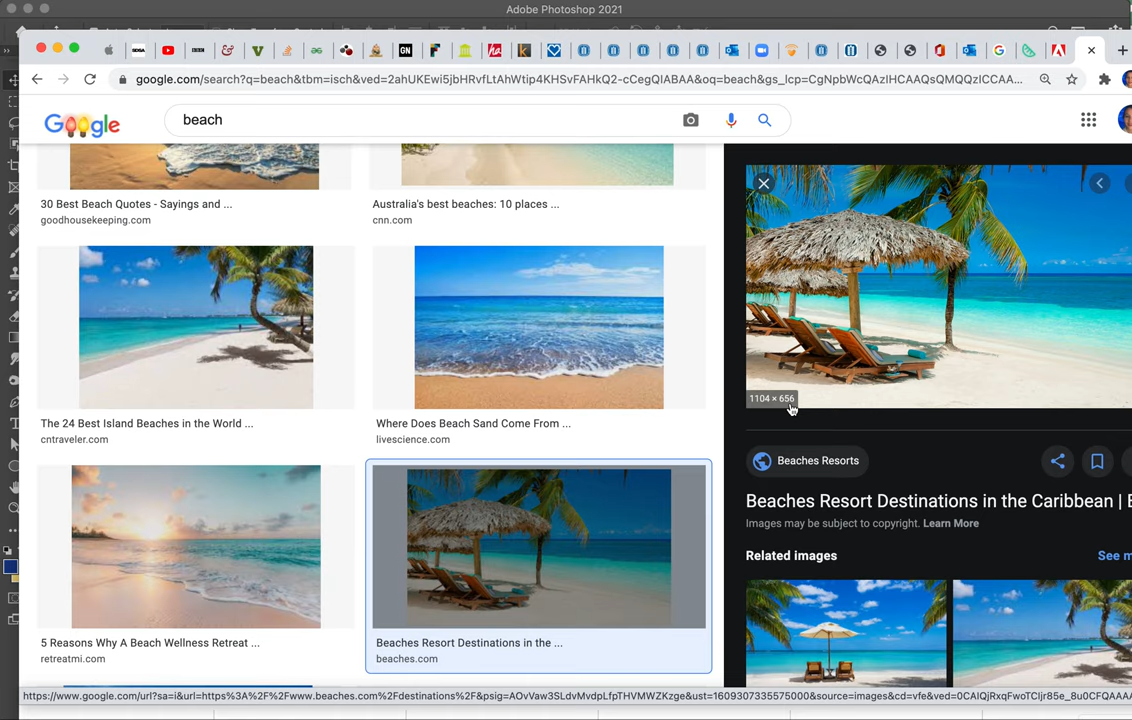 Adobe Photoshop 2021
google.com/search?q=beach&tbm=isch&ved=2ahUKEwi5jbHRvfLtAhWtip4KHSvFAHkQ2-cCegQIABAA&oq=beach&gs_lcp=CgNpbWcQAzIHCAAQsQMQQzICCAA...
Google
beach
30 Best Beach Quotes - Sayings and ...
goodhousekeeping.com
Australia's best beaches: 10 places ...
cnn.com
The 24 Best Island Beaches in the World ...
cntraveler.com
Where Does Beach Sand Come From ...
livescience.com
5 Reasons Why A Beach Wellness Retreat ...
retreatmi.com
Beaches Resort Destinations in the ...
beaches.com
1104 × 656
Beaches Resorts
Beaches Resort Destinations in the Caribbean |
Images may be subject to copyright. Learn More
Related images
See m
https://www.google.com/url?sa=i&url=https%3A%2F%2Fwww.beaches.com%2Fdestinations%2F&psig=AOvVaw3SLdvMvdpLfpTHVMWZKzge&ust=1609307335575000&source=images&cd=vfe&ved=0CAIQjRxqFwoTCIjr85e_8u0CFQAAAA